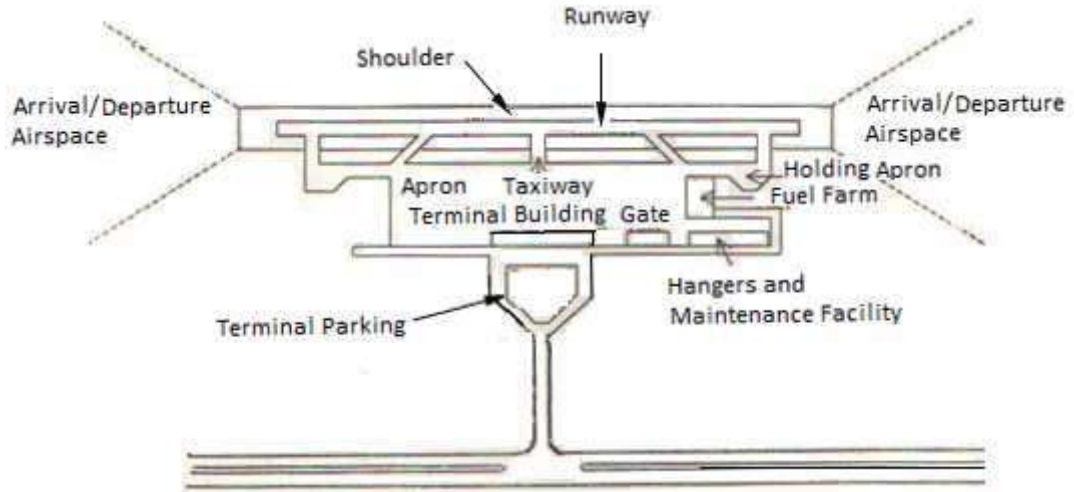 Runway
Shoulder
Arrival/Departure
Airspace
Arrival/Departure
Airspace
Holding Apron
Apron
Taxiway
Fuel Farm
Terminal Building
Gate
Hangers and
Maintenance Facility
Terminal Parking